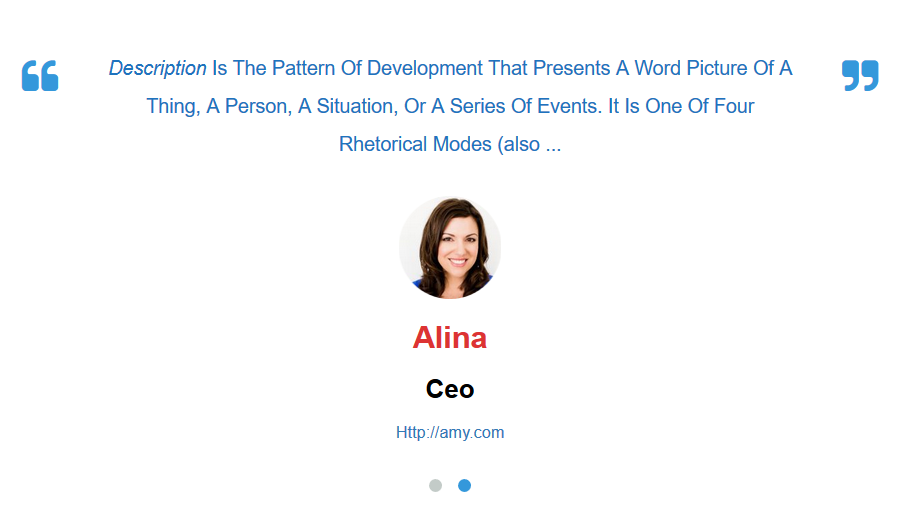 Description Is The Pattern Of Development That Presents A Word Picture Of A
Thing, A Person, A Situation, Or A Series Of Events. It Is One Of Four
Rhetorical Modes (also ...
Alina
Ceo
Http://amy.com